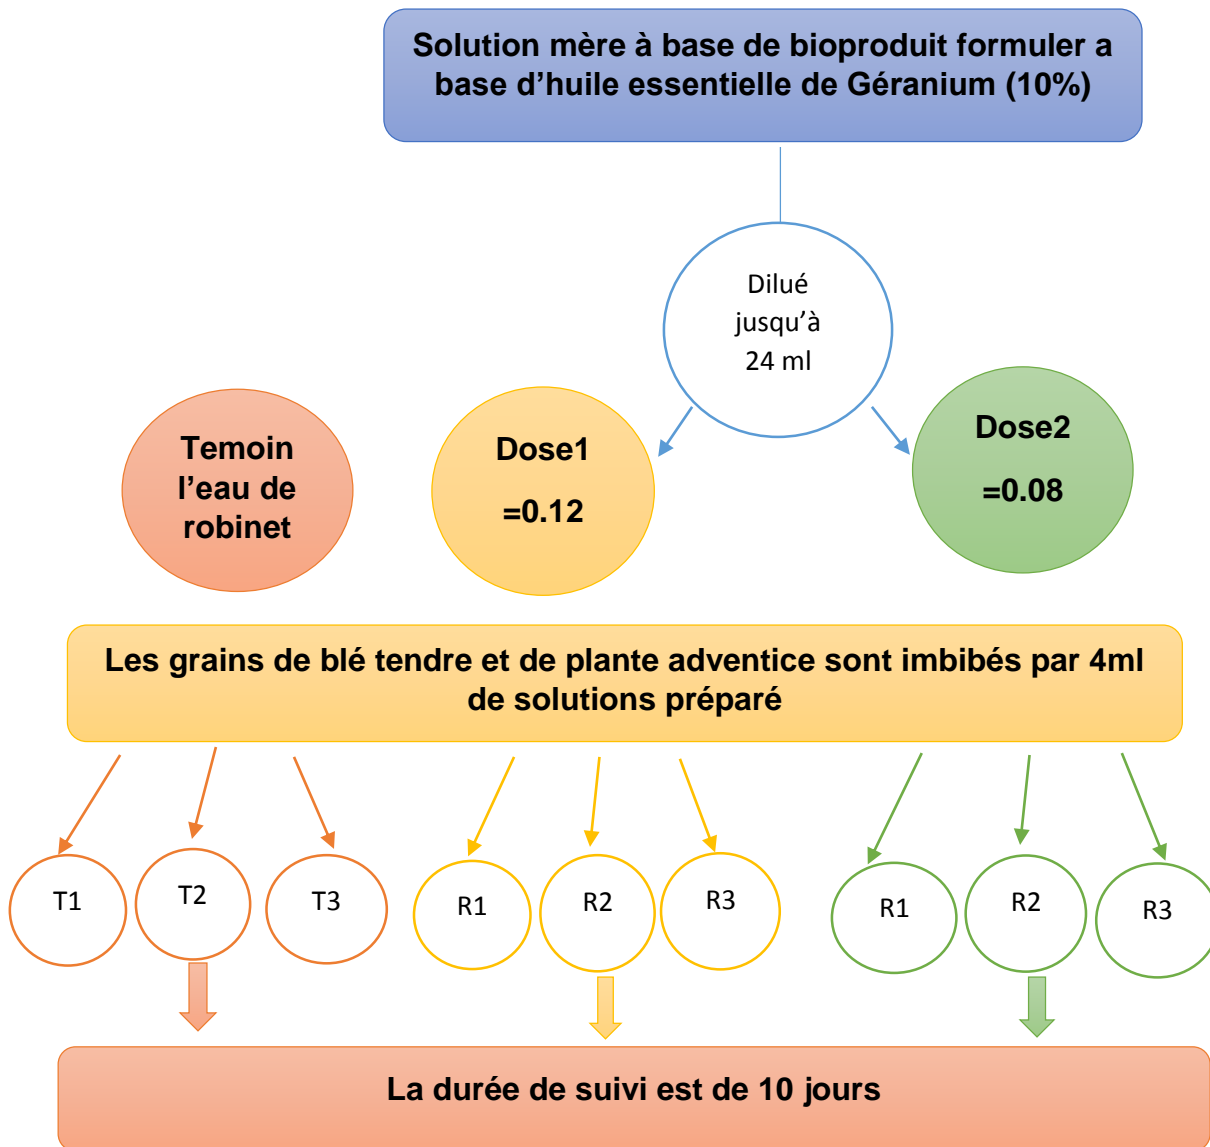 Solution mère à base de bioproduit formuler a
base d’huile essentielle de Géranium (10%)
Dilué
jusqu’à
24 ml
Temoin
l’eau de
robinet
Dose1
=0.12
Dose2
=0.08
Les grains de blé tendre et de plante adventice sont imbibés par 4ml
de solutions préparé
T1
T2
T3
R1
R2
R3
R1
R2
R3
La durée de suivi est de 10 jours